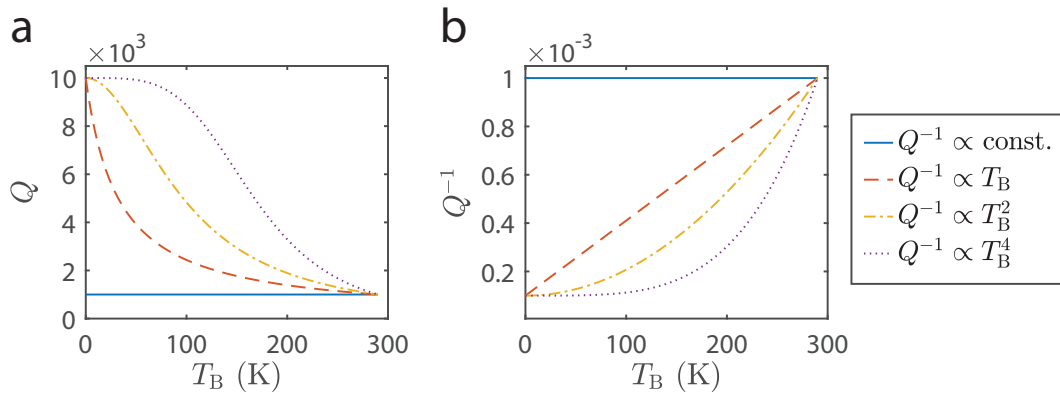 a
×10³
10
8
6
4
2
0
Q
0 100 200 300
T_B (K)
b
×10⁻³
1
0.8
0.6
0.4
0.2
Q⁻¹
0 100 200 300
T_B (K)
Q⁻¹ ∝ const.
Q⁻¹ ∝ T_B
Q⁻¹ ∝ T_B²
Q⁻¹ ∝ T_B⁴